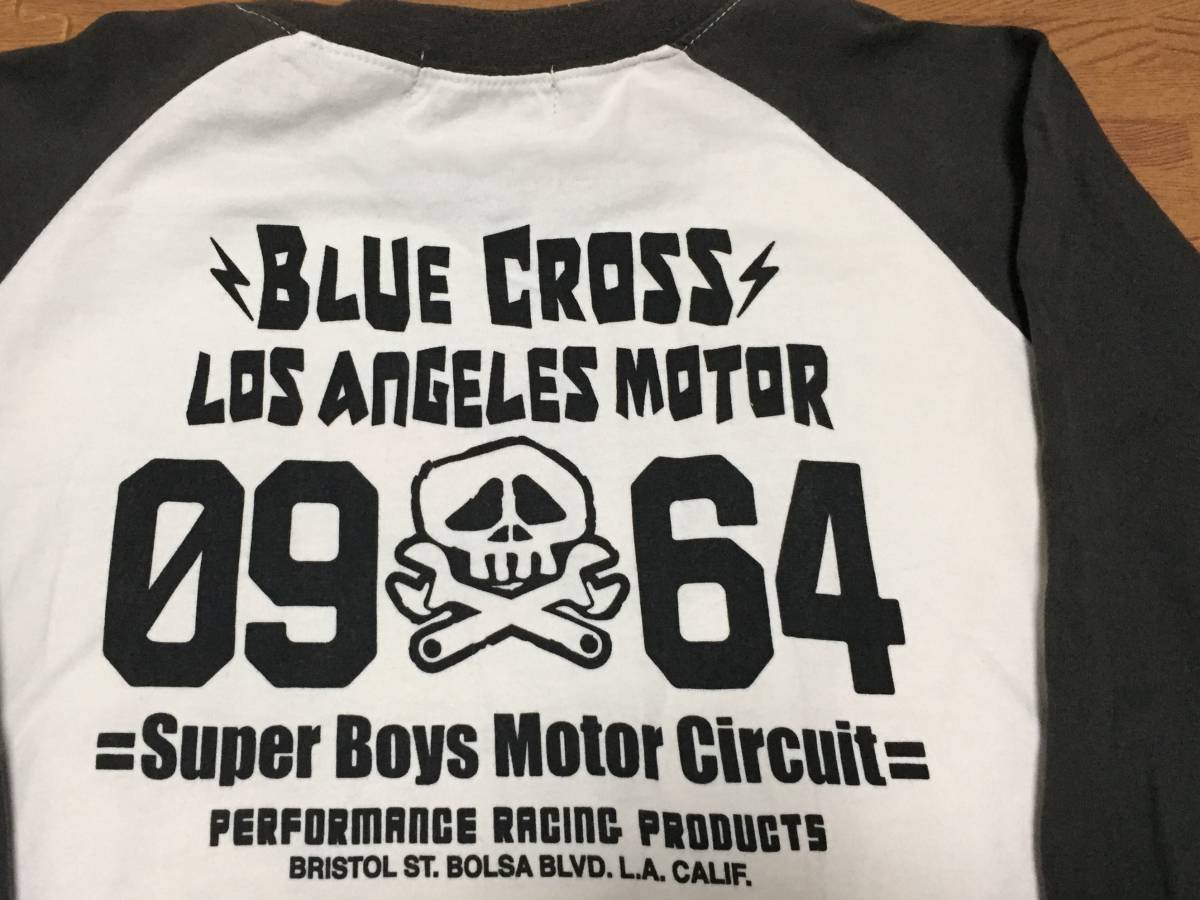 BLUE CROSS
LOS ANGELES MOTOR
09 64
=Super Boys Motor Circuit=
PERFORMANCE RACING PRODUCTS
BRISTOL ST. BOLSA BLVD. L.A. CALIF.